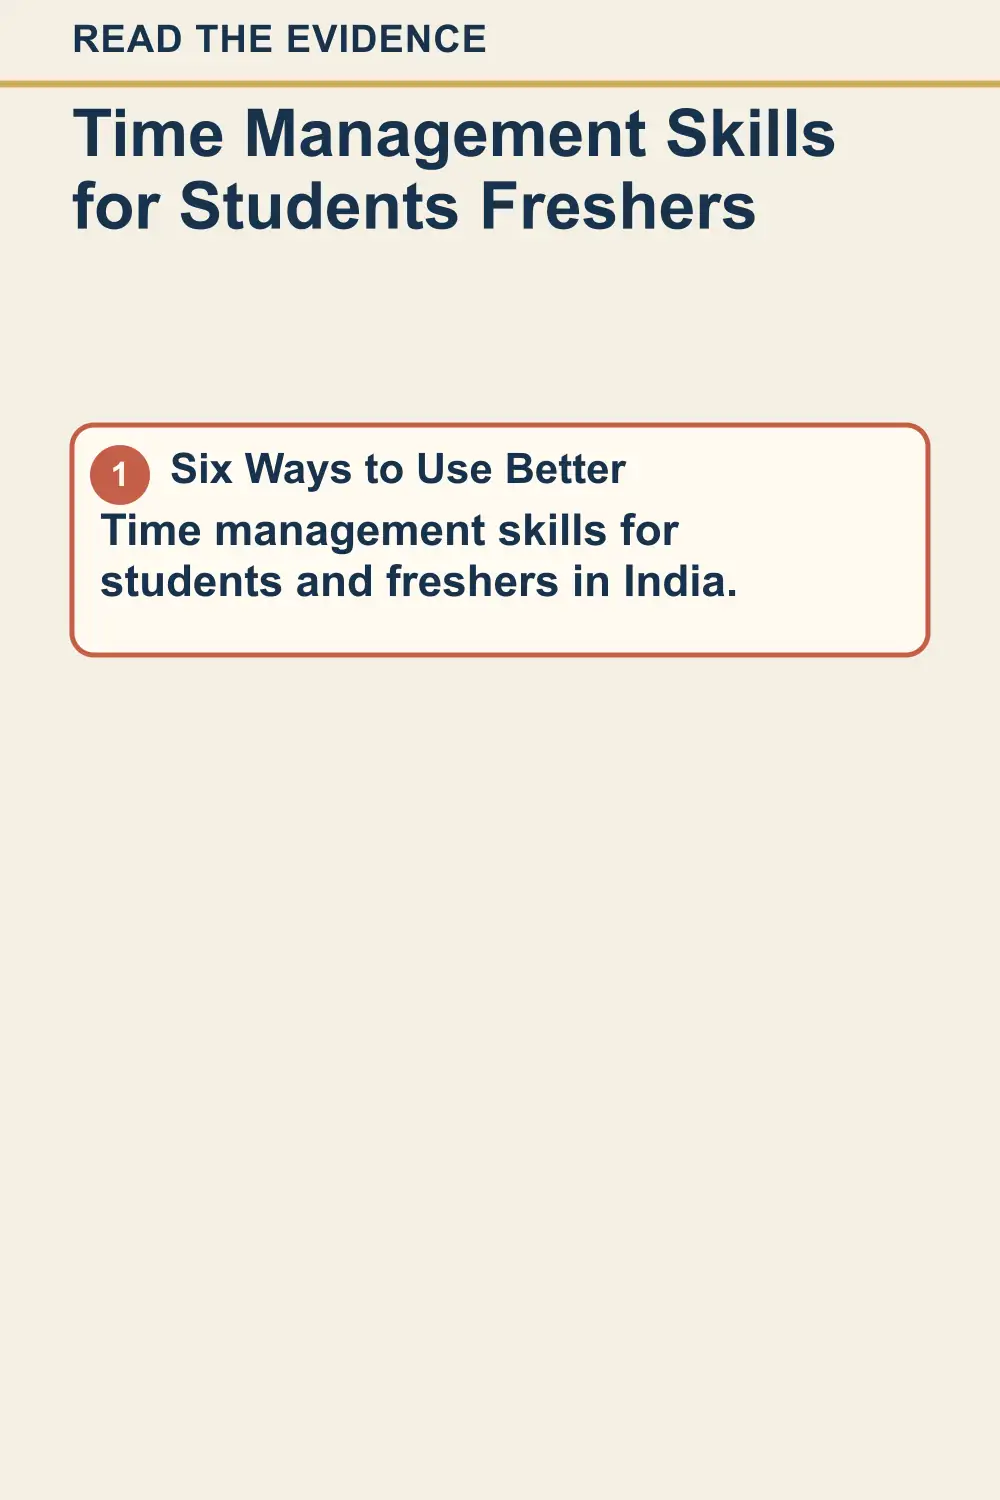 READ THE EVIDENCE
Time Management Skills
for Students Freshers
1 Six Ways to Use Better
Time management skills for
students and freshers in India.